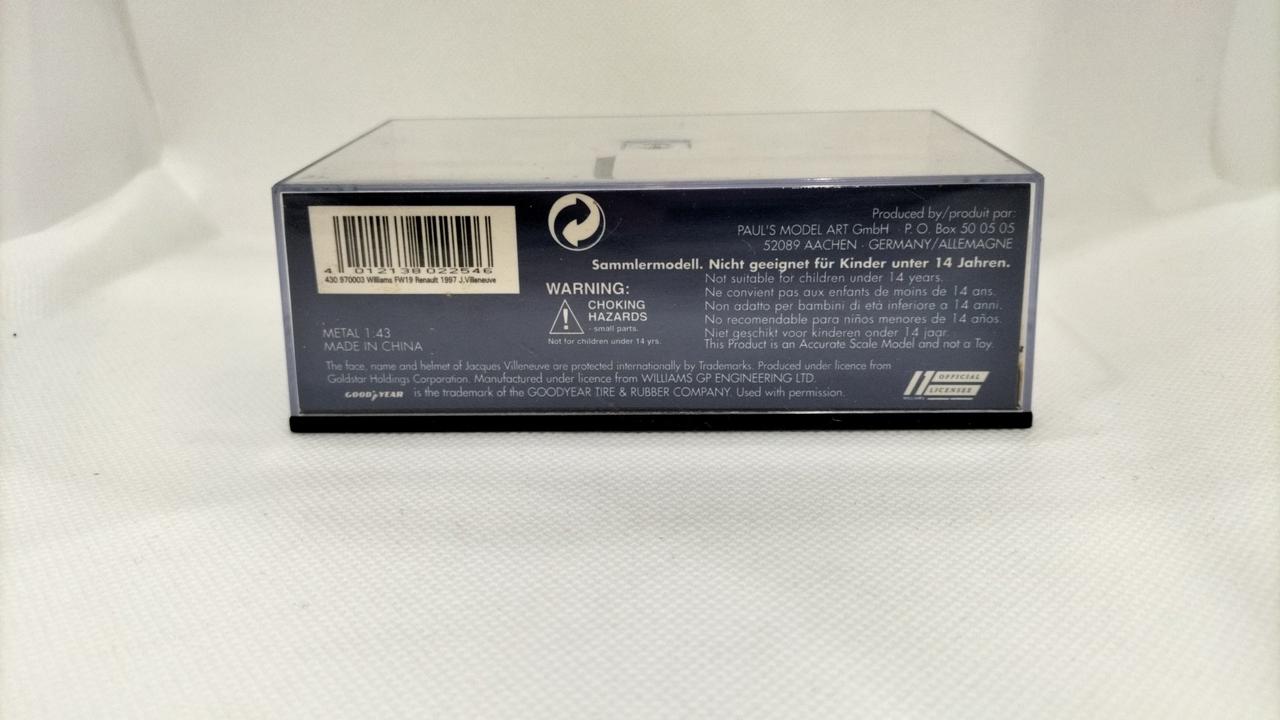 4 012138 022546
430 970003 Williams FW19 Renault 1997 J.Villeneuve
METAL 1:43
MADE IN CHINA
WARNING:
CHOKING
HAZARDS
- small parts.
Not for children under 14 yrs.
Produced by/produit par:
PAUL'S MODEL ART GmbH · P. O. Box 50 05 05
52089 AACHEN · GERMANY/ALLEMAGNE
Sammlermodell. Nicht geeignet für Kinder unter 14 Jahren.
Not suitable for children under 14 years.
Ne convient pas aux enfants de moins de 14 ans.
Non adatto per bambini di età inferiore a 14 anni.
No recomendable para niños menores de 14 años.
Niet geschikt voor kinderen onder 14 jaar.
This Product is an Accurate Scale Model and not a Toy.
The face, name and helmet of Jacques Villeneuve are protected internationally by Trademarks. Produced under licence from
Goldstar Holdings Corporation. Manufactured under licence from WILLIAMS GP ENGINEERING LTD.
GOODYEAR is the trademark of the GOODYEAR TIRE & RUBBER COMPANY. Used with permission.
OFFICIAL
LICENSEE
WILLIAMS